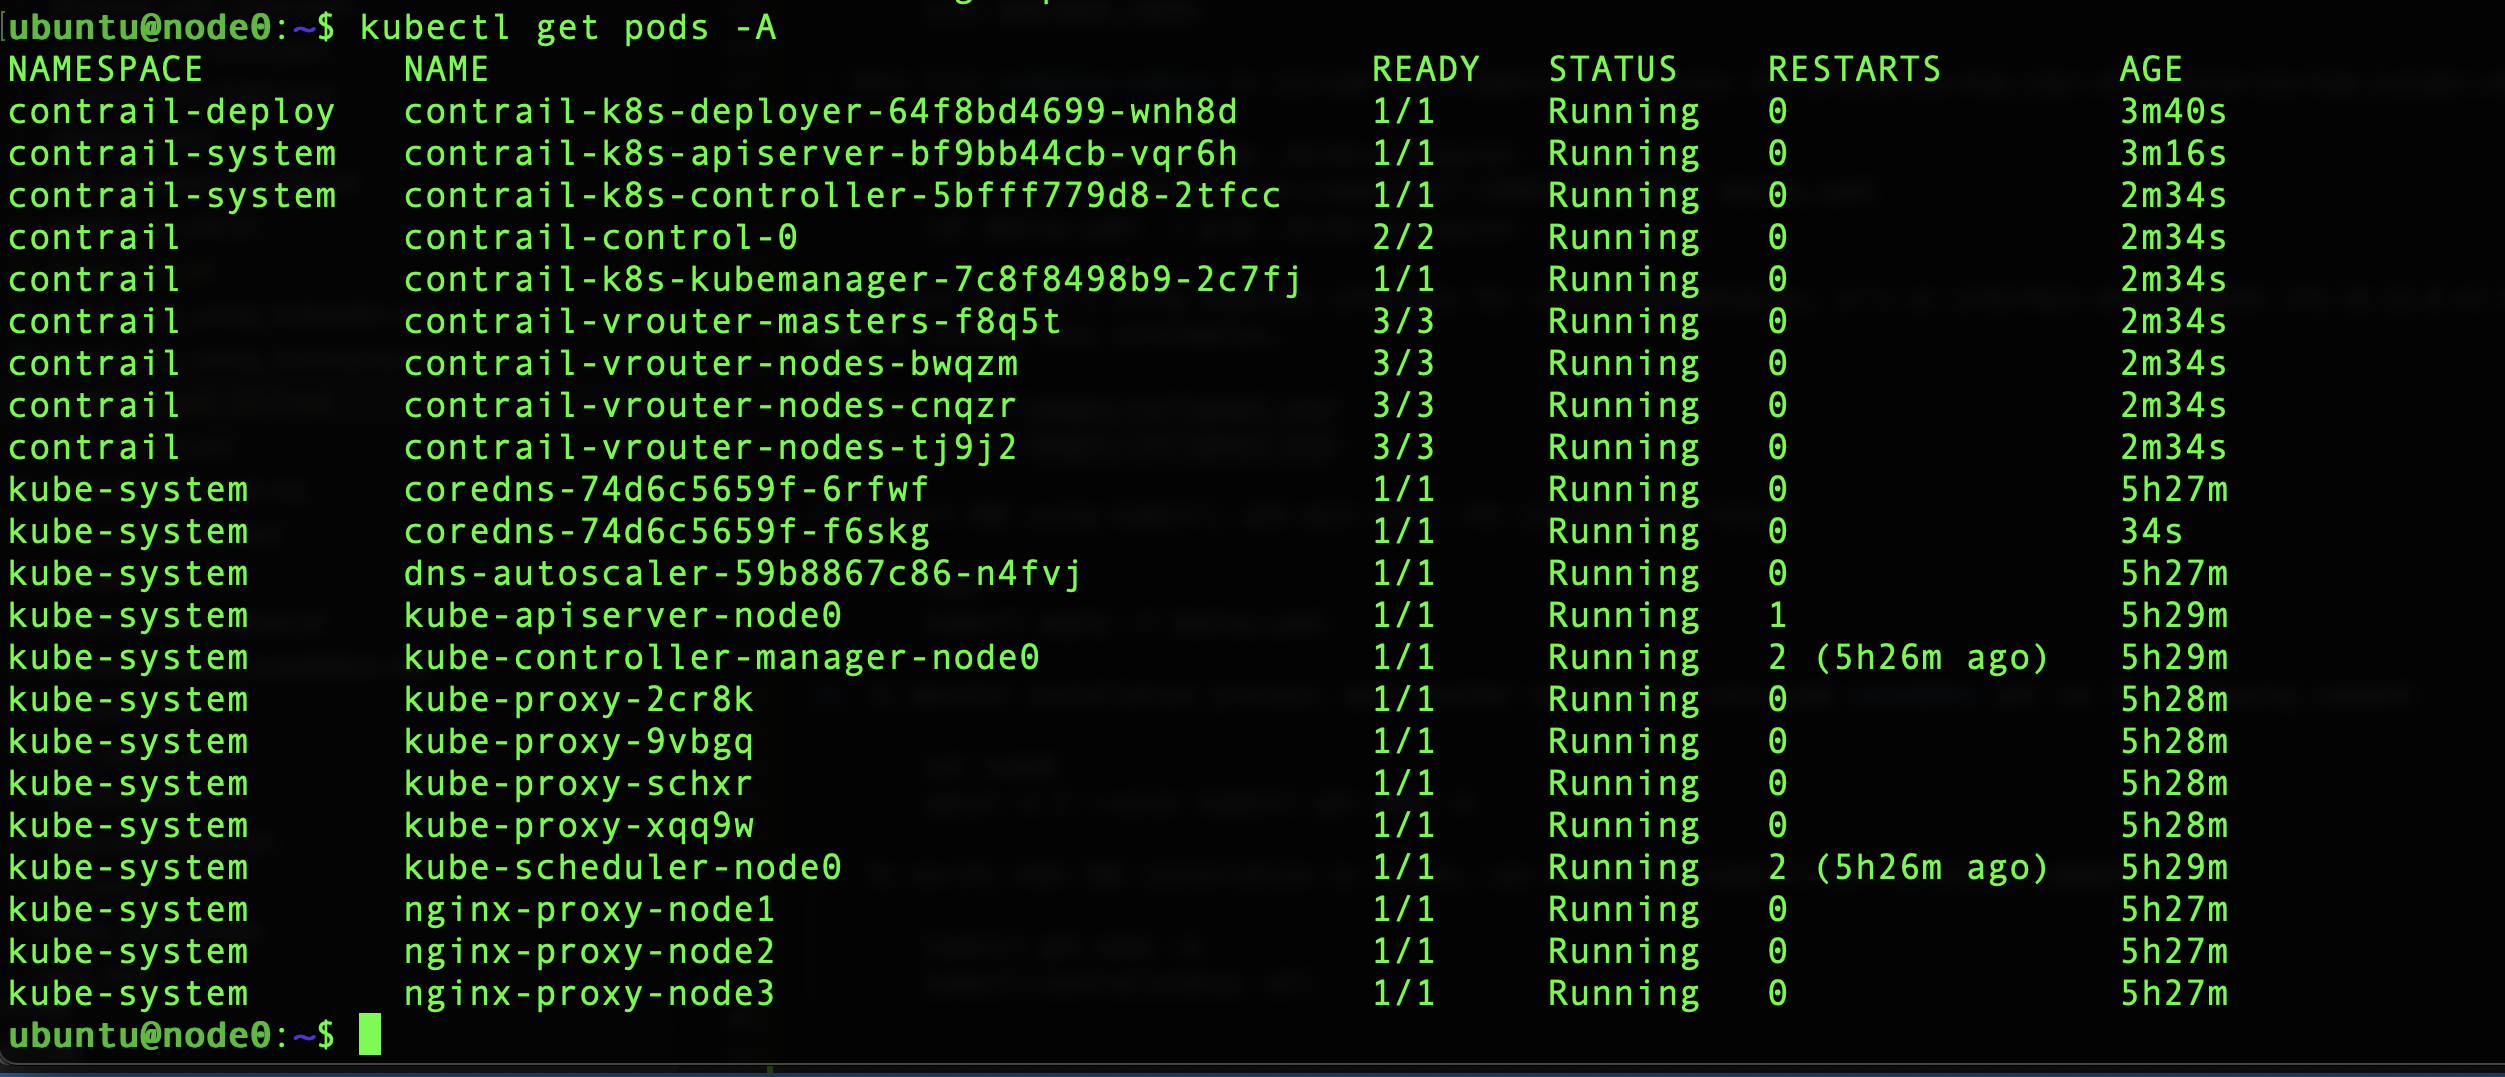 ubuntu@node0:~$ kubectl get pods -A
NAMESPACE NAME READY STATUS RESTARTS AGE
contrail-deploy contrail-k8s-deployer-64f8bd4699-wnh8d 1/1 Running 0 3m40s
contrail-system contrail-k8s-apiserver-bf9bb44cb-vqr6h 1/1 Running 0 3m16s
contrail-system contrail-k8s-controller-5bfff779d8-2tfcc 1/1 Running 0 2m34s
contrail contrail-control-0 2/2 Running 0 2m34s
contrail contrail-k8s-kubemanager-7c8f8498b9-2c7fj 1/1 Running 0 2m34s
contrail contrail-vrouter-masters-f8q5t 3/3 Running 0 2m34s
contrail contrail-vrouter-nodes-bwqzm 3/3 Running 0 2m34s
contrail contrail-vrouter-nodes-cnqzr 3/3 Running 0 2m34s
contrail contrail-vrouter-nodes-tj9j2 3/3 Running 0 2m34s
kube-system coredns-74d6c5659f-6rfwf 1/1 Running 0 5h27m
kube-system coredns-74d6c5659f-f6skg 1/1 Running 0 34s
kube-system dns-autoscaler-59b8867c86-n4fvj 1/1 Running 0 5h27m
kube-system kube-apiserver-node0 1/1 Running 1 5h29m
kube-system kube-controller-manager-node0 1/1 Running 2 (5h26m ago) 5h29m
kube-system kube-proxy-2cr8k 1/1 Running 0 5h28m
kube-system kube-proxy-9vbgq 1/1 Running 0 5h28m
kube-system kube-proxy-schxr 1/1 Running 0 5h28m
kube-system kube-proxy-xqq9w 1/1 Running 0 5h28m
kube-system kube-scheduler-node0 1/1 Running 2 (5h26m ago) 5h29m
kube-system nginx-proxy-node1 1/1 Running 0 5h27m
kube-system nginx-proxy-node2 1/1 Running 0 5h27m
kube-system nginx-proxy-node3 1/1 Running 0 5h27m
ubuntu@node0:~$